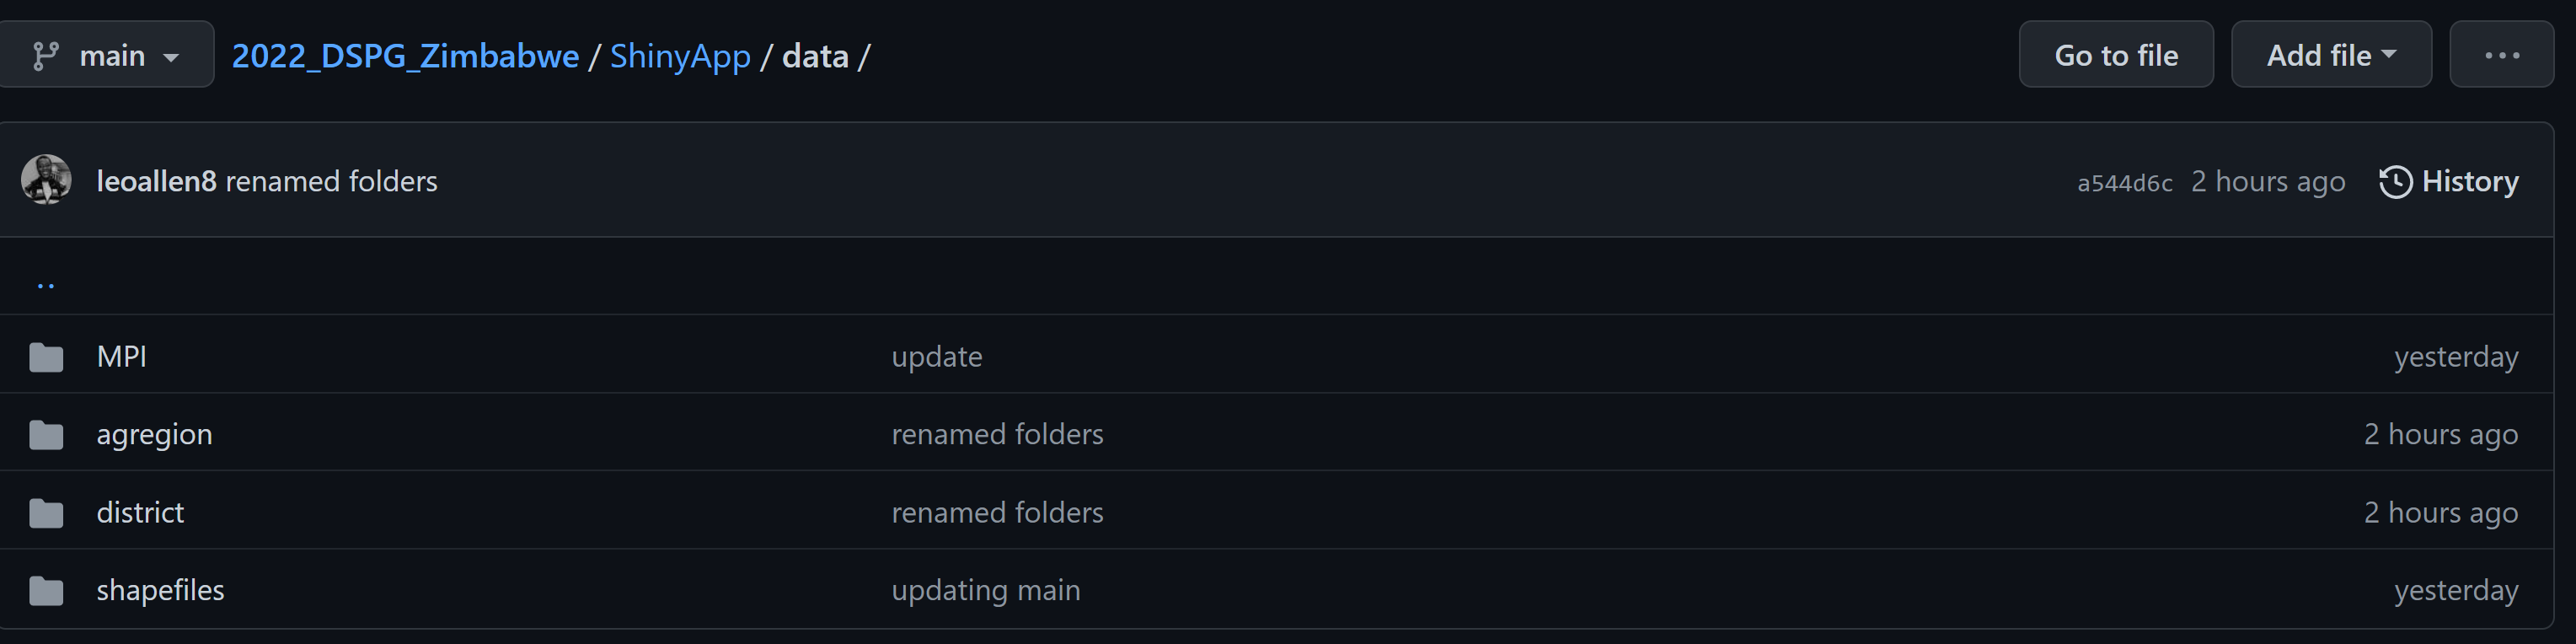 main 2022_DSPG_Zimbabwe / ShinyApp / data / Go to file Add file ...
leoallen8 renamed folders a544d6c 2 hours ago History
..
MPI update yesterday
agregion renamed folders 2 hours ago
district renamed folders 2 hours ago
shapefiles updating main yesterday